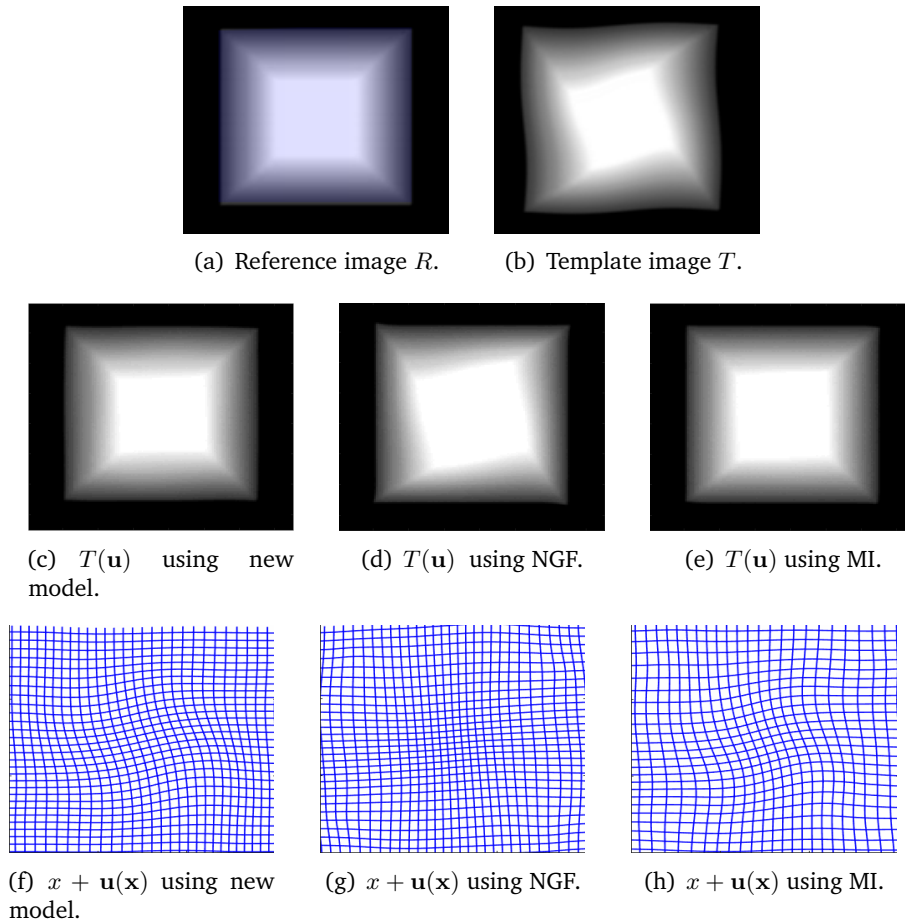 (a) Reference image R.
(b) Template image T.
(c) T(u) using new
model.
(d) T(u) using NGF.
(e) T(u) using MI.
(f) x + u(x) using new
model.
(g) x + u(x) using NGF.
(h) x + u(x) using MI.